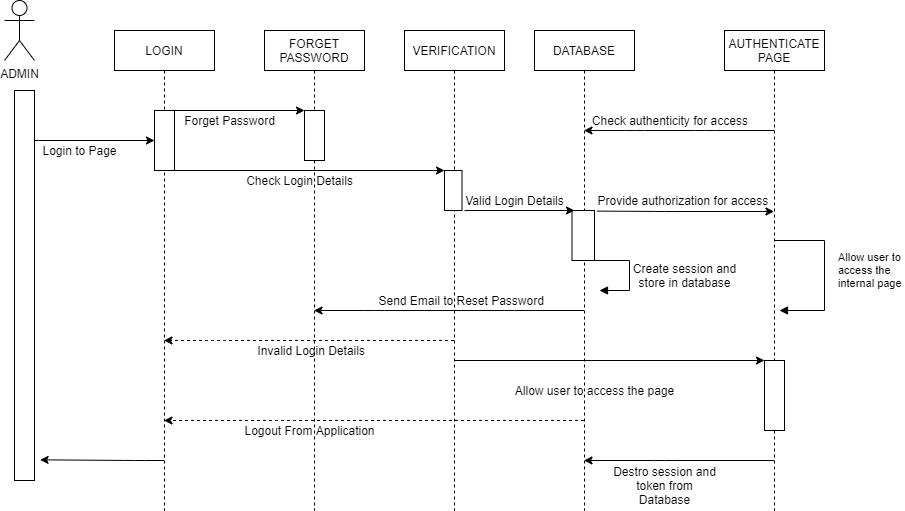 ADMIN
LOGIN
FORGET
PASSWORD
VERIFICATION
DATABASE
AUTHENTICATE
PAGE
Forget Password
Check authenticity for access
Login to Page
Check Login Details
Valid Login Details
Provide authorization for access
Allow user to
access the
internal page
Create session and
store in database
Send Email to Reset Password
Invalid Login Details
Allow user to access the page
Logout From Application
Destro session and
token from
Database